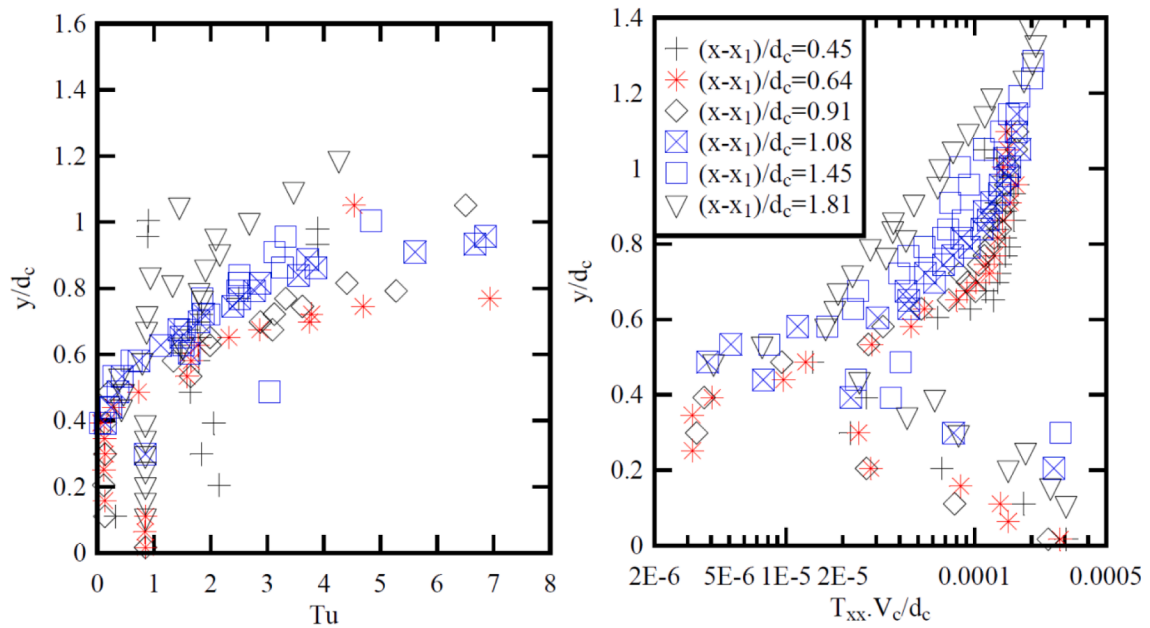 1.6
1.4
1.2
1
0.8
0.6
0.4
0.2
0
y/dc
0 1 2 3 4 5 6 7 8
Tu
1.4
1.2
1
0.8
0.6
0.4
0.2
0
y/dc
(x-x1)/dc=0.45
(x-x1)/dc=0.64
(x-x1)/dc=0.91
(x-x1)/dc=1.08
(x-x1)/dc=1.45
(x-x1)/dc=1.81
2E-6 5E-6 1E-5 2E-5 0.0001 0.0005
Txx.Vc/dc